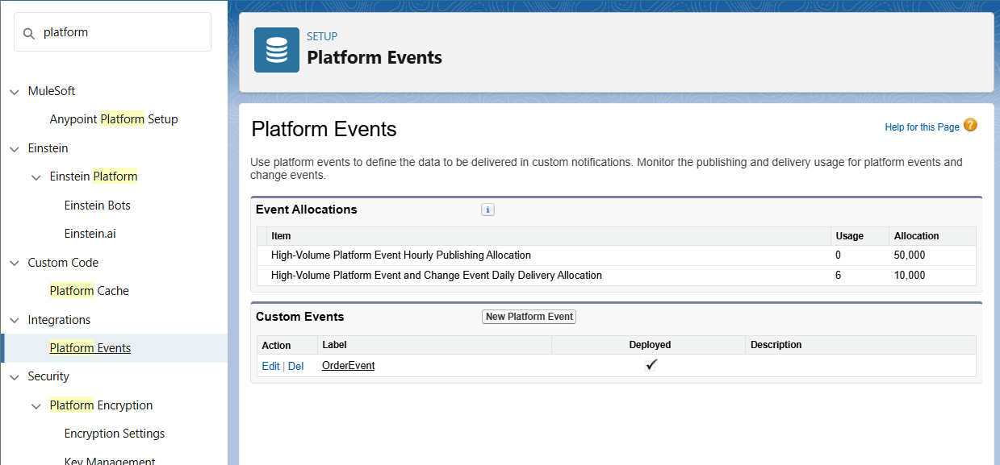 platform
MuleSoft
Anypoint Platform Setup
Einstein
Einstein Platform
Einstein Bots
Einstein.ai
Custom Code
Platform Cache
Integrations
Platform Events
Security
Platform Encryption
Encryption Settings
Key Management
SETUP
Platform Events
Platform Events
Help for this Page ?
Use platform events to define the data to be delivered in custom notifications. Monitor the publishing and delivery usage for platform events and
change events.
Event Allocations i
Item Usage Allocation
High-Volume Platform Event Hourly Publishing Allocation 0 50,000
High-Volume Platform Event and Change Event Daily Delivery Allocation 6 10,000
Custom Events New Platform Event
Action Label Deployed Description
Edit | Del OrderEvent ✓